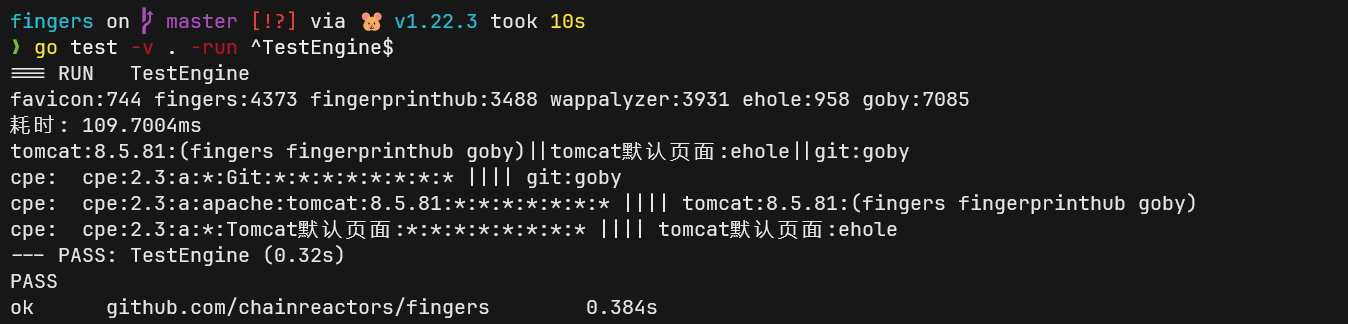 fingers on master [!?] via 🐹 v1.22.3 took 10s
❱ go test -v . -run ^TestEngine$
=== RUN   TestEngine
favicon:744 fingers:4373 fingerprinthub:3488 wappalyzer:3931 ehole:958 goby:7085
耗时: 109.7004ms
tomcat:8.5.81:(fingers fingerprinthub goby)||tomcat默认页面:ehole||git:goby
cpe:  cpe:2.3:a:*:Git:*:*:*:*:*:*:*:* |||| git:goby
cpe:  cpe:2.3:a:apache:tomcat:8.5.81:*:*:*:*:*:*:* |||| tomcat:8.5.81:(fingers fingerprinthub goby)
cpe:  cpe:2.3:a:*:Tomcat默认页面:*:*:*:*:*:*:*:* |||| tomcat默认页面:ehole
--- PASS: TestEngine (0.32s)
PASS
ok      github.com/chainreactors/fingers        0.384s